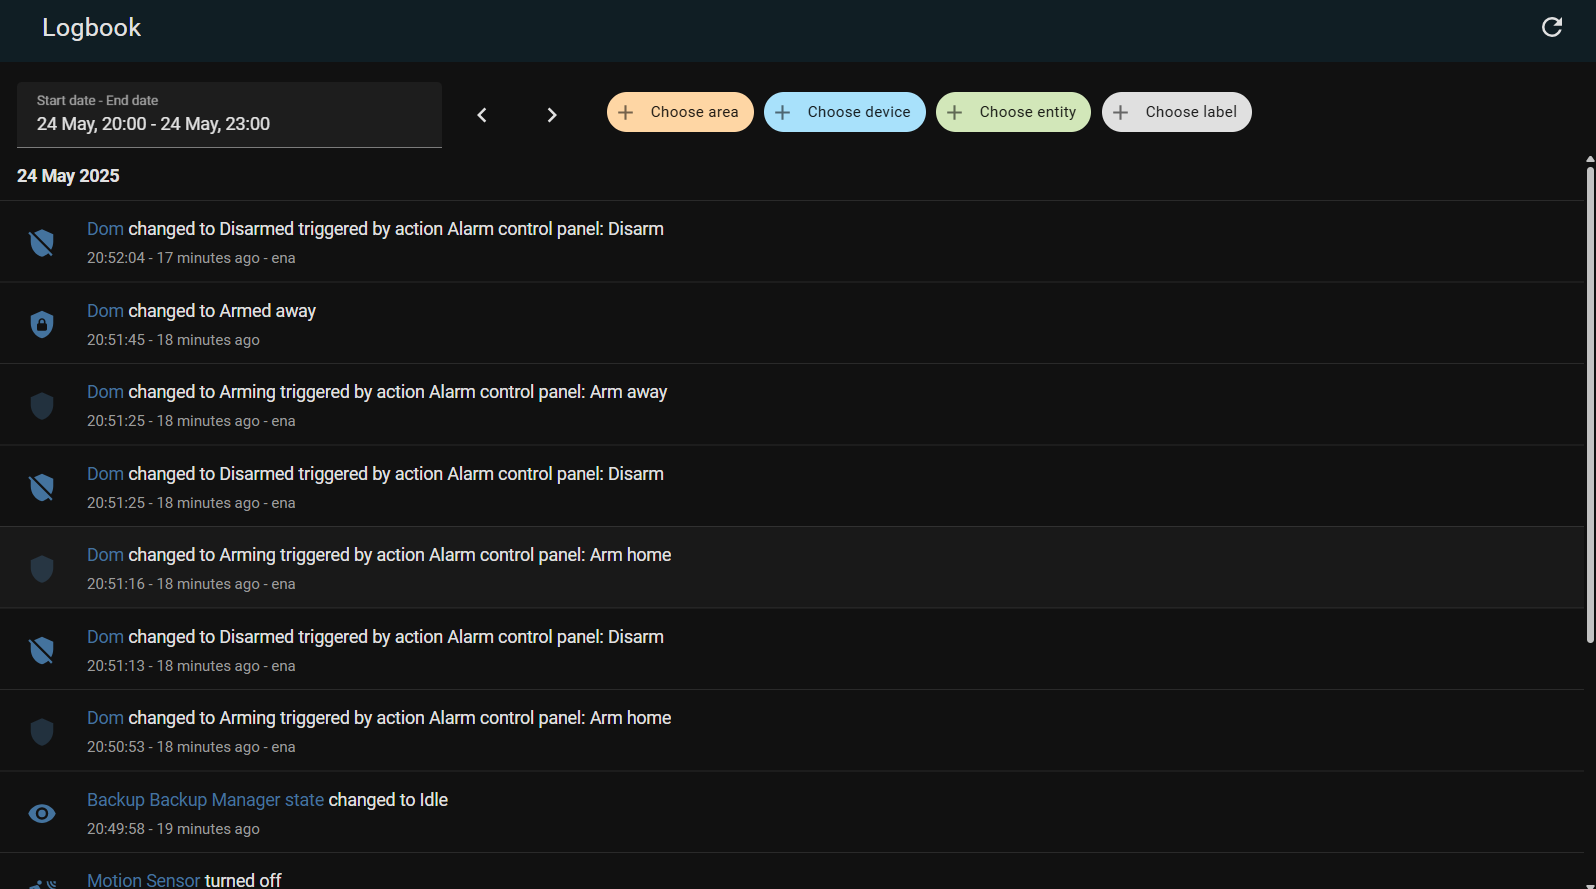 Logbook
Start date - End date
24 May, 20:00 - 24 May, 23:00
Choose area
Choose device
Choose entity
Choose label
24 May 2025
Dom changed to Disarmed triggered by action Alarm control panel: Disarm
20:52:04 - 17 minutes ago - ena
Dom changed to Armed away
20:51:45 - 18 minutes ago
Dom changed to Arming triggered by action Alarm control panel: Arm away
20:51:25 - 18 minutes ago - ena
Dom changed to Disarmed triggered by action Alarm control panel: Disarm
20:51:25 - 18 minutes ago - ena
Dom changed to Arming triggered by action Alarm control panel: Arm home
20:51:16 - 18 minutes ago - ena
Dom changed to Disarmed triggered by action Alarm control panel: Disarm
20:51:13 - 18 minutes ago - ena
Dom changed to Arming triggered by action Alarm control panel: Arm home
20:50:53 - 18 minutes ago - ena
Backup Backup Manager state changed to Idle
20:49:58 - 19 minutes ago
Motion Sensor turned off